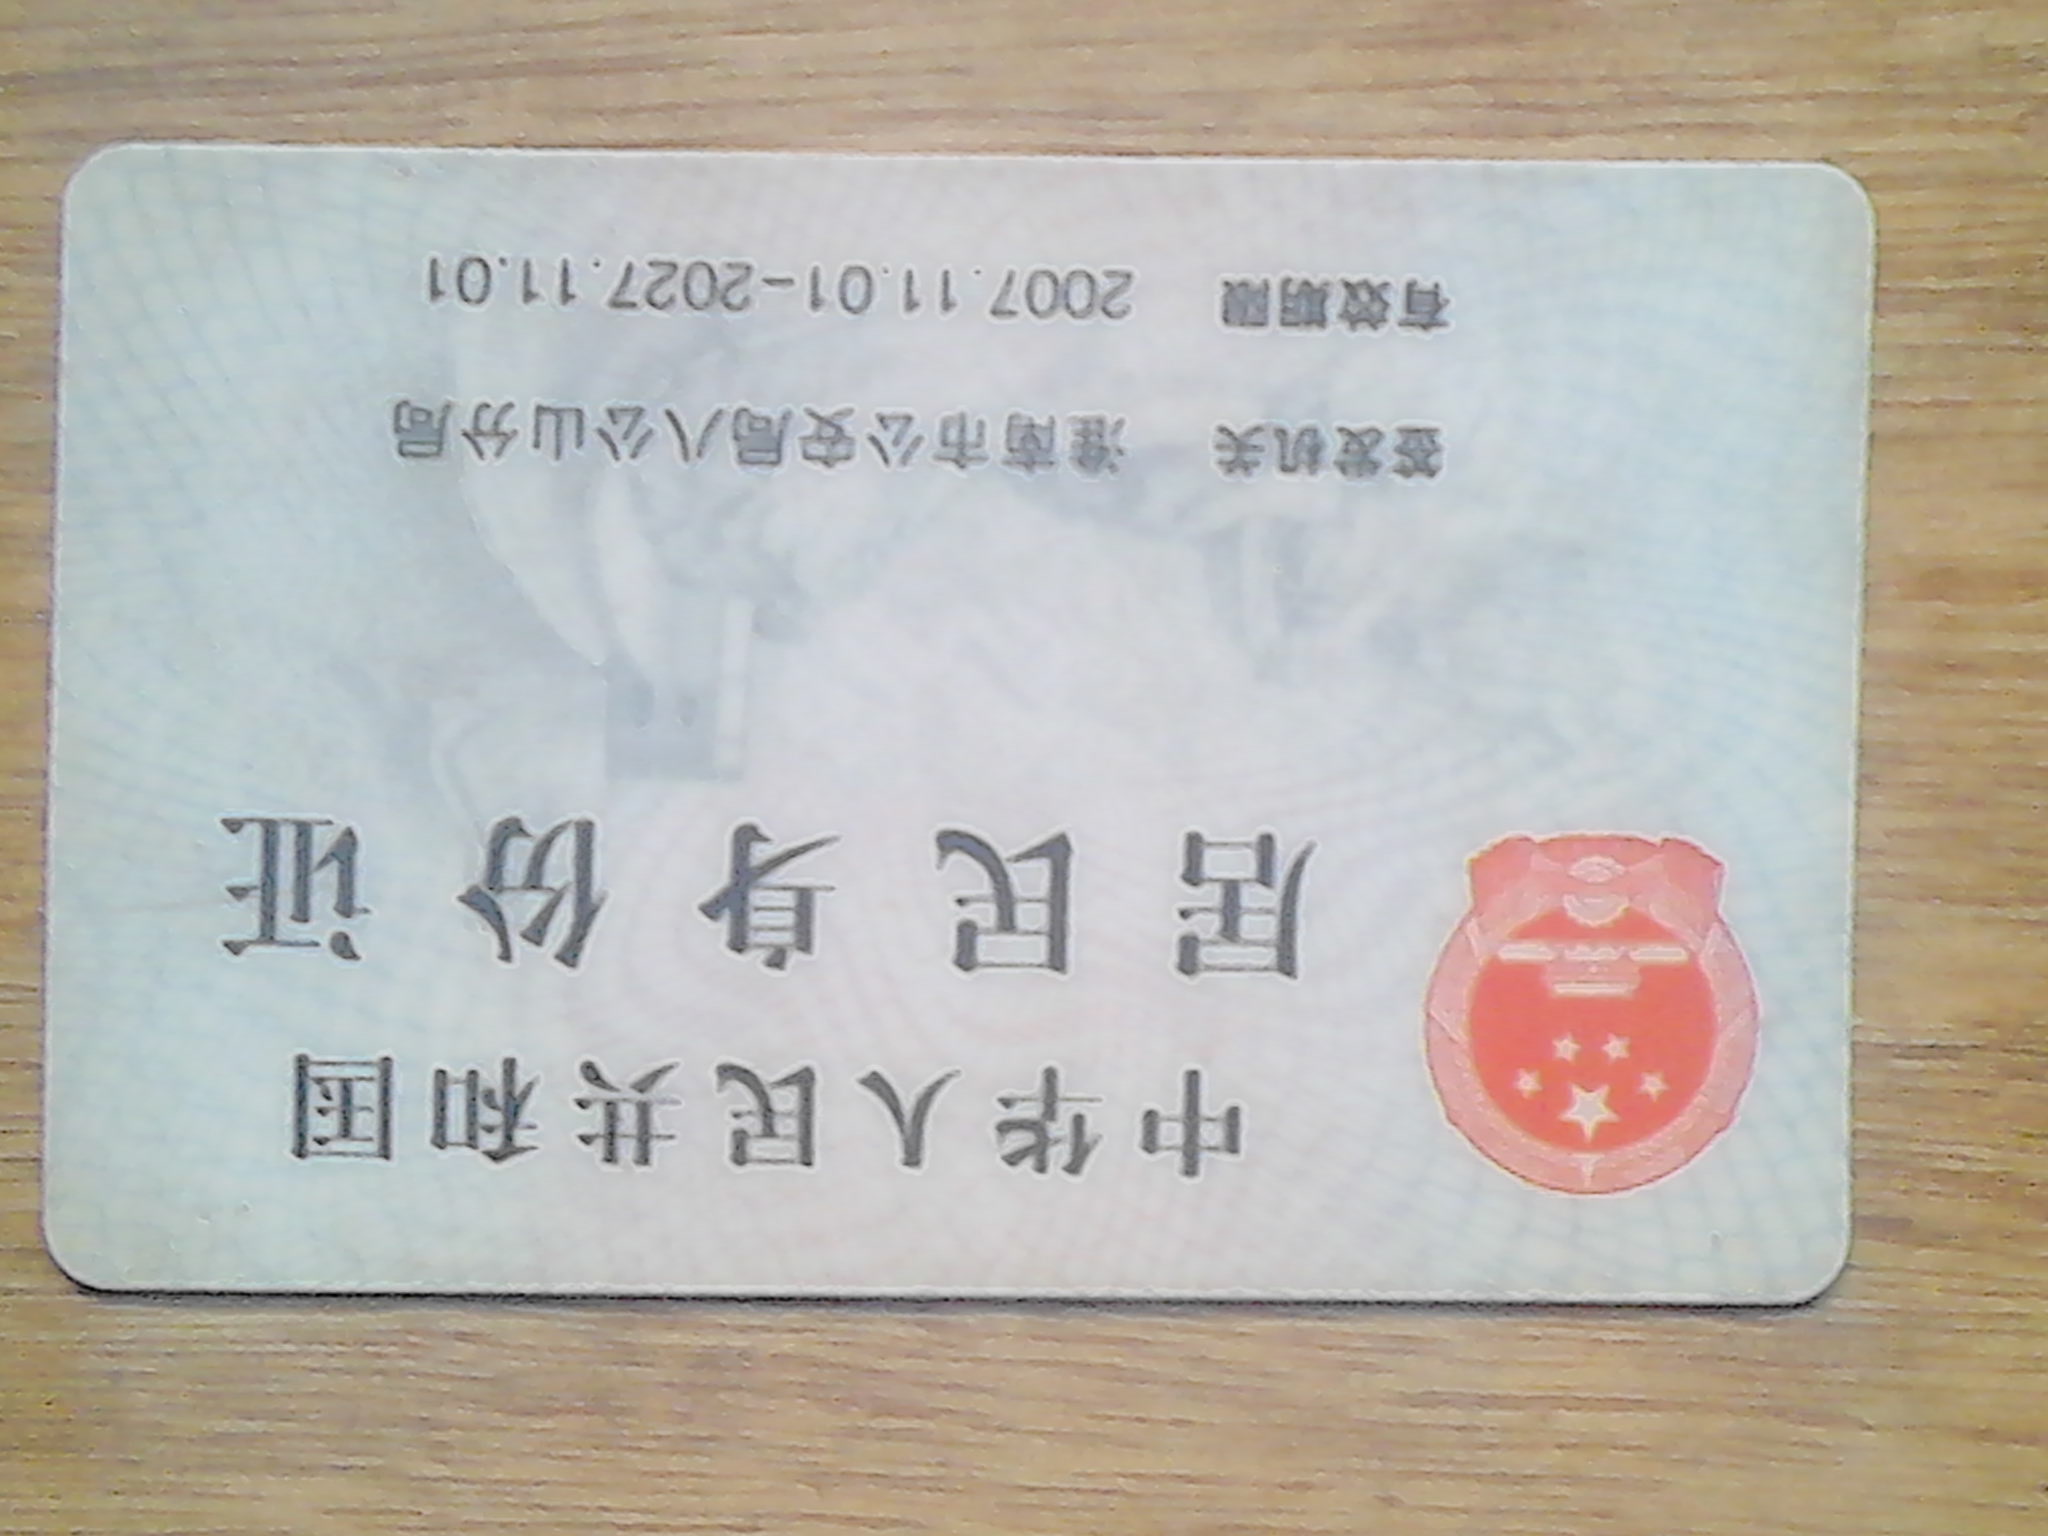 中华人民共和国
居民身份证
签发机关 淮南市公安局八公山分局
有效期限 2007.11.01-2027.11.01